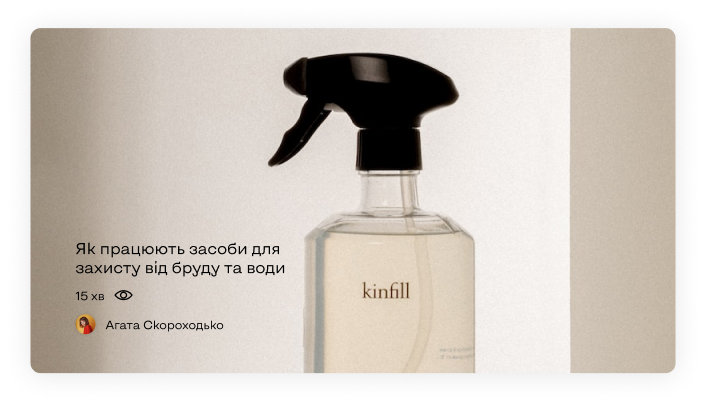 Як працюють засоби для
захисту від бруду та води
15 хв
Агата Скороходько
kinfill